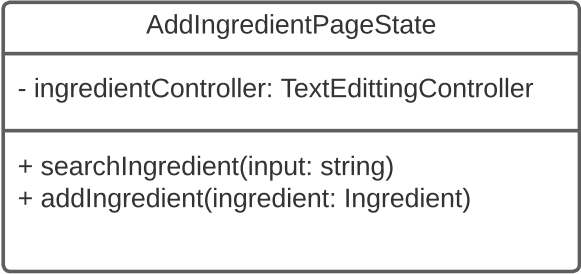 AddIngredientPageState
- ingredientController: TextEdittingController
+ searchIngredient(input: string)
+ addIngredient(ingredient: Ingredient)